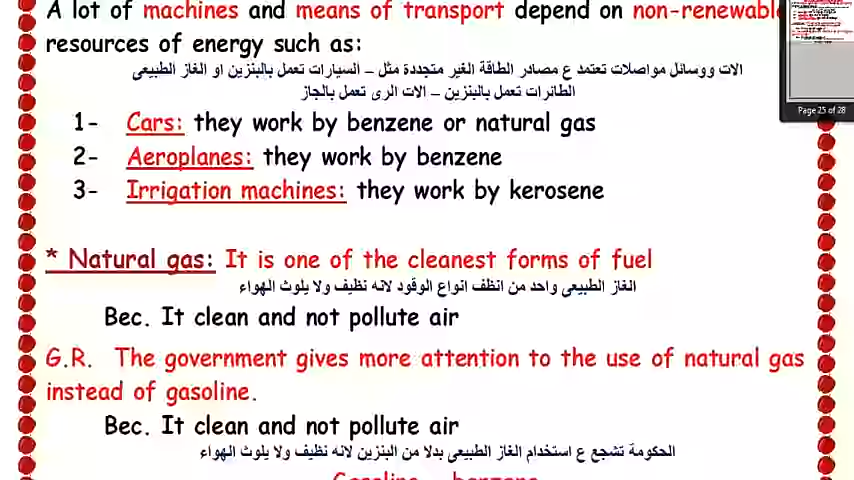 A lot of machines and means of transport depend on non-renewable
resources of energy such as:
الات ووسائل مواصلات تعتمد ع مصادر الطاقة الغير متجددة مثل – السيارات تعمل بالبنزين او الغاز الطبيعى
الطائرات تعمل بالبنزين – الات الرى تعمل بالجاز
1- Cars: they work by benzene or natural gas
2- Aeroplanes: they work by benzene
3- Irrigation machines: they work by kerosene
* Natural gas: It is one of the cleanest forms of fuel
الغاز الطبيعى واحد من انظف انواع الوقود لانه نظيف ولا يلوث الهواء
Bec. It clean and not pollute air
G.R. The government gives more attention to the use of natural gas
instead of gasoline.
Bec. It clean and not pollute air
الحكومة تشجع ع استخدام الغاز الطبيعى بدلا من البنزين لانه نظيف ولا يلوث الهواء
Page 25 of 28